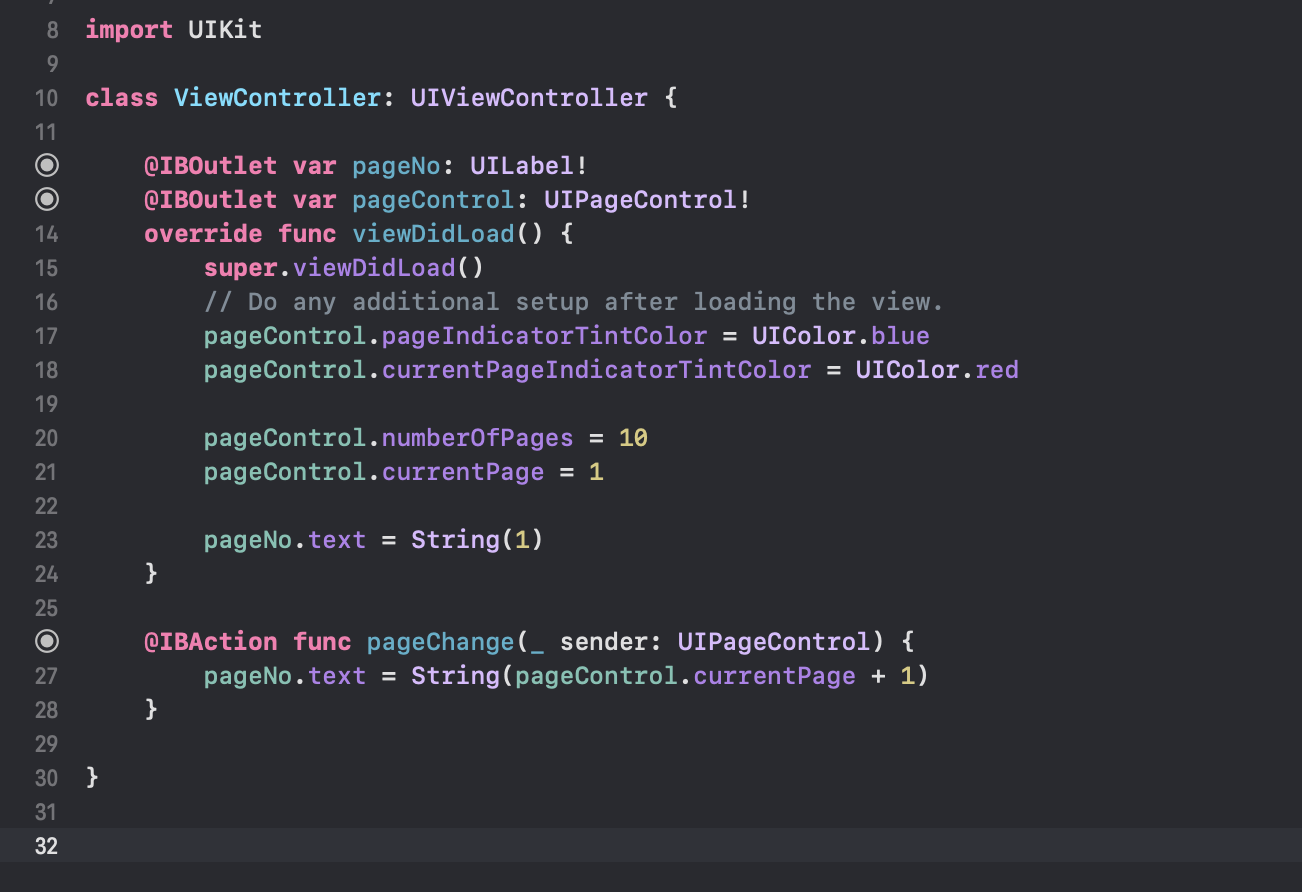 8 import UIKit
9
10 class ViewController: UIViewController {
11
@IBOutlet var pageNo: UILabel!
@IBOutlet var pageControl: UIPageControl!
14 override func viewDidLoad() {
15 super.viewDidLoad()
16 // Do any additional setup after loading the view.
17 pageControl.pageIndicatorTintColor = UIColor.blue
18 pageControl.currentPageIndicatorTintColor = UIColor.red
19
20 pageControl.numberOfPages = 10
21 pageControl.currentPage = 1
22
23 pageNo.text = String(1)
24 }
25
@IBAction func pageChange(_ sender: UIPageControl) {
27 pageNo.text = String(pageControl.currentPage + 1)
28 }
29
30 }
31
32